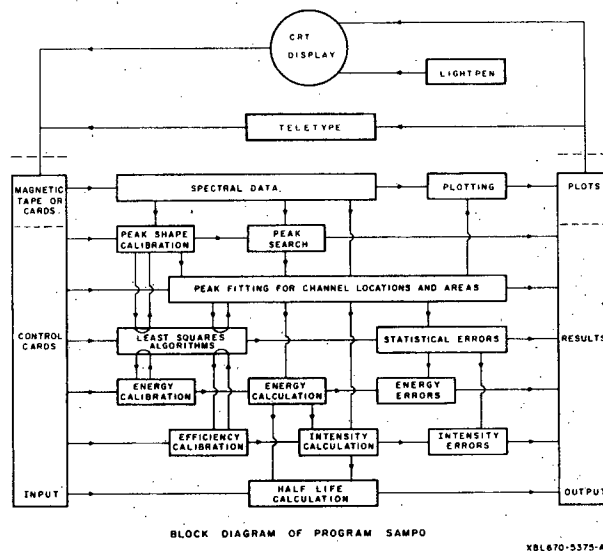 CRT
DISPLAY
LIGHTPEN
TELETYPE
MAGNETIC
TAPE OR
CARDS.
SPECTRAL DATA.
PLOTTING
PLOTS
PEAK SHAPE
CALIBRATION
PEAK
SEARCH
PEAK FITTING FOR CHANNEL LOCATIONS AND AREAS
CONTROL
CARDS
LEAST SQUARES
ALGORITHMS
STATISTICAL ERRORS
RESULTS
ENERGY
CALIBRATION
ENERGY
CALCULATION
ENERGY
ERRORS
EFFICIENCY
CALIBRATION
INTENSITY
CALCULATION
INTENSITY
ERRORS
INPUT
HALF LIFE
CALCULATION
OUTPUT
BLOCK DIAGRAM OF PROGRAM SAMPO
XBL670-5375-A